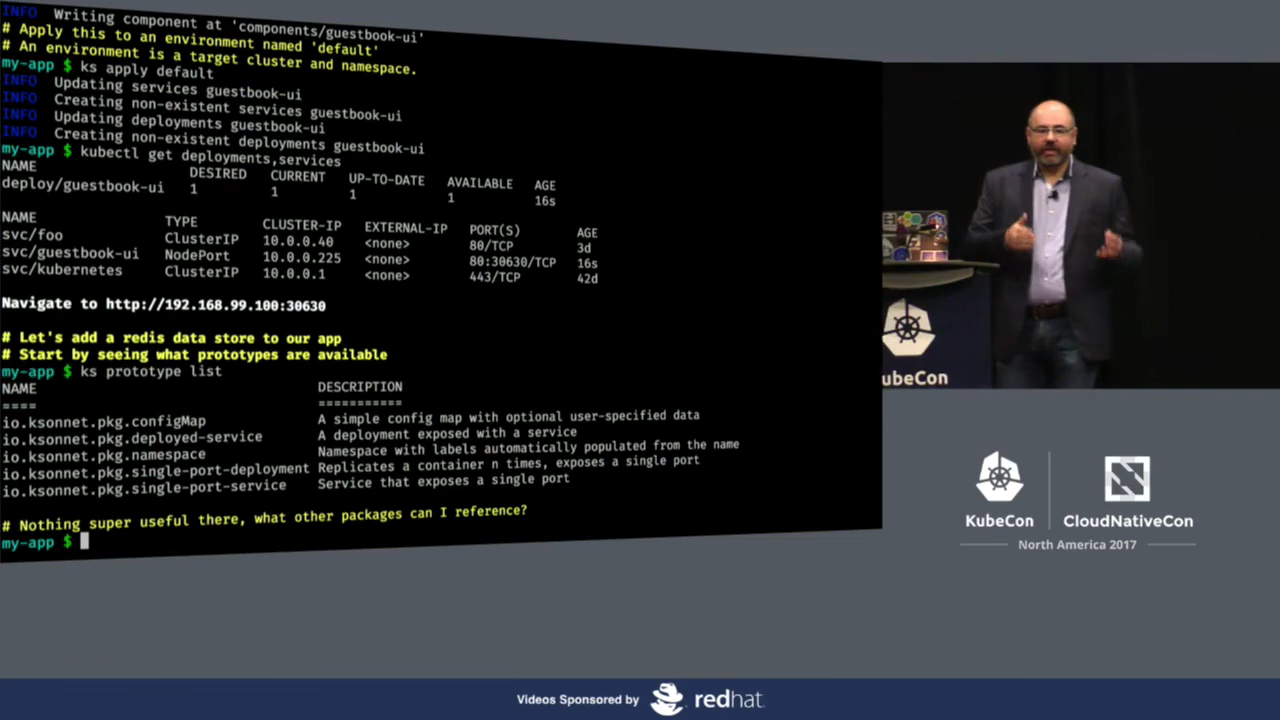 INFO Writing component at 'components/guestbook-ui'
# Apply this to an environment named 'default'
# An environment is a target cluster and namespace.
my-app $ ks apply default
INFO Updating services guestbook-ui
INFO Creating non-existent services guestbook-ui
INFO Updating deployments guestbook-ui
INFO Creating non-existent deployments guestbook-ui
my-app $ kubectl get deployments,services
NAME DESIRED CURRENT UP-TO-DATE AVAILABLE AGE
deploy/guestbook-ui 1 1 1 1 16s
NAME TYPE CLUSTER-IP EXTERNAL-IP PORT(S) AGE
svc/foo ClusterIP 10.0.0.40 <none> 80/TCP 3d
svc/guestbook-ui NodePort 10.0.0.225 <none> 80:30630/TCP 16s
svc/kubernetes ClusterIP 10.0.0.1 <none> 443/TCP 42d
Navigate to http://192.168.99.100:30630
# Let's add a redis data store to our app
# Start by seeing what prototypes are available
my-app $ ks prototype list
NAME DESCRIPTION
==== ===========
io.ksonnet.pkg.configMap A simple config map with optional user-specified data
io.ksonnet.pkg.deployed-service A deployment exposed with a service
io.ksonnet.pkg.namespace Namespace with labels automatically populated from the name
io.ksonnet.pkg.single-port-deployment Replicates a container n times, exposes a single port
io.ksonnet.pkg.single-port-service Service that exposes a single port
# Nothing super useful there, what other packages can I reference?
my-app $
ubeCon
KubeCon
CloudNativeCon
North America 2017
Videos Sponsored by redhat.